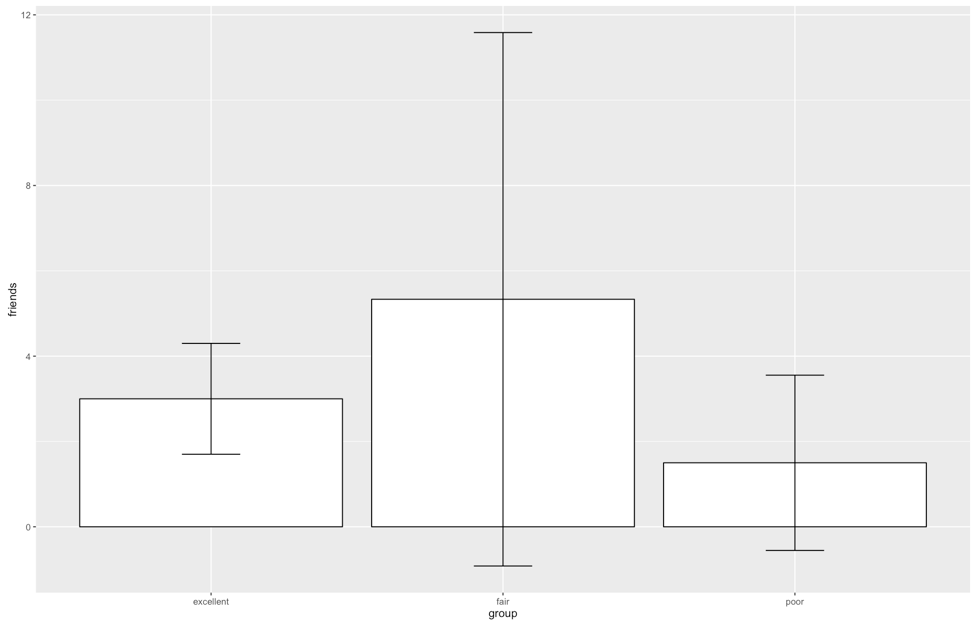 12
8
4
0
friends
excellent
fair
poor
group